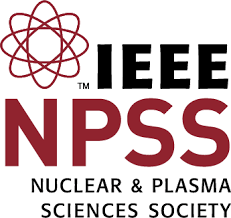 ™ IEEE
NPSS
NUCLEAR & PLASMA
SCIENCES SOCIETY